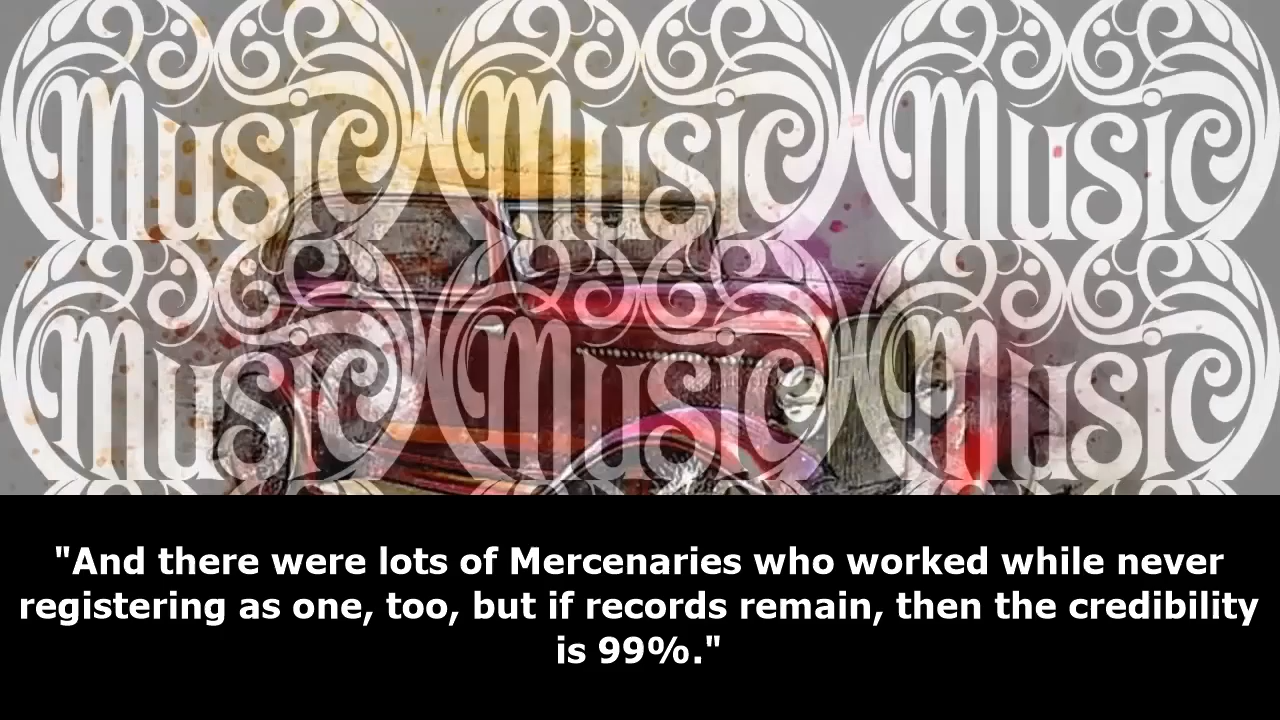 Music Music Music
Music Music Music
"And there were lots of Mercenaries who worked while never
registering as one, too, but if records remain, then the credibility
is 99%."